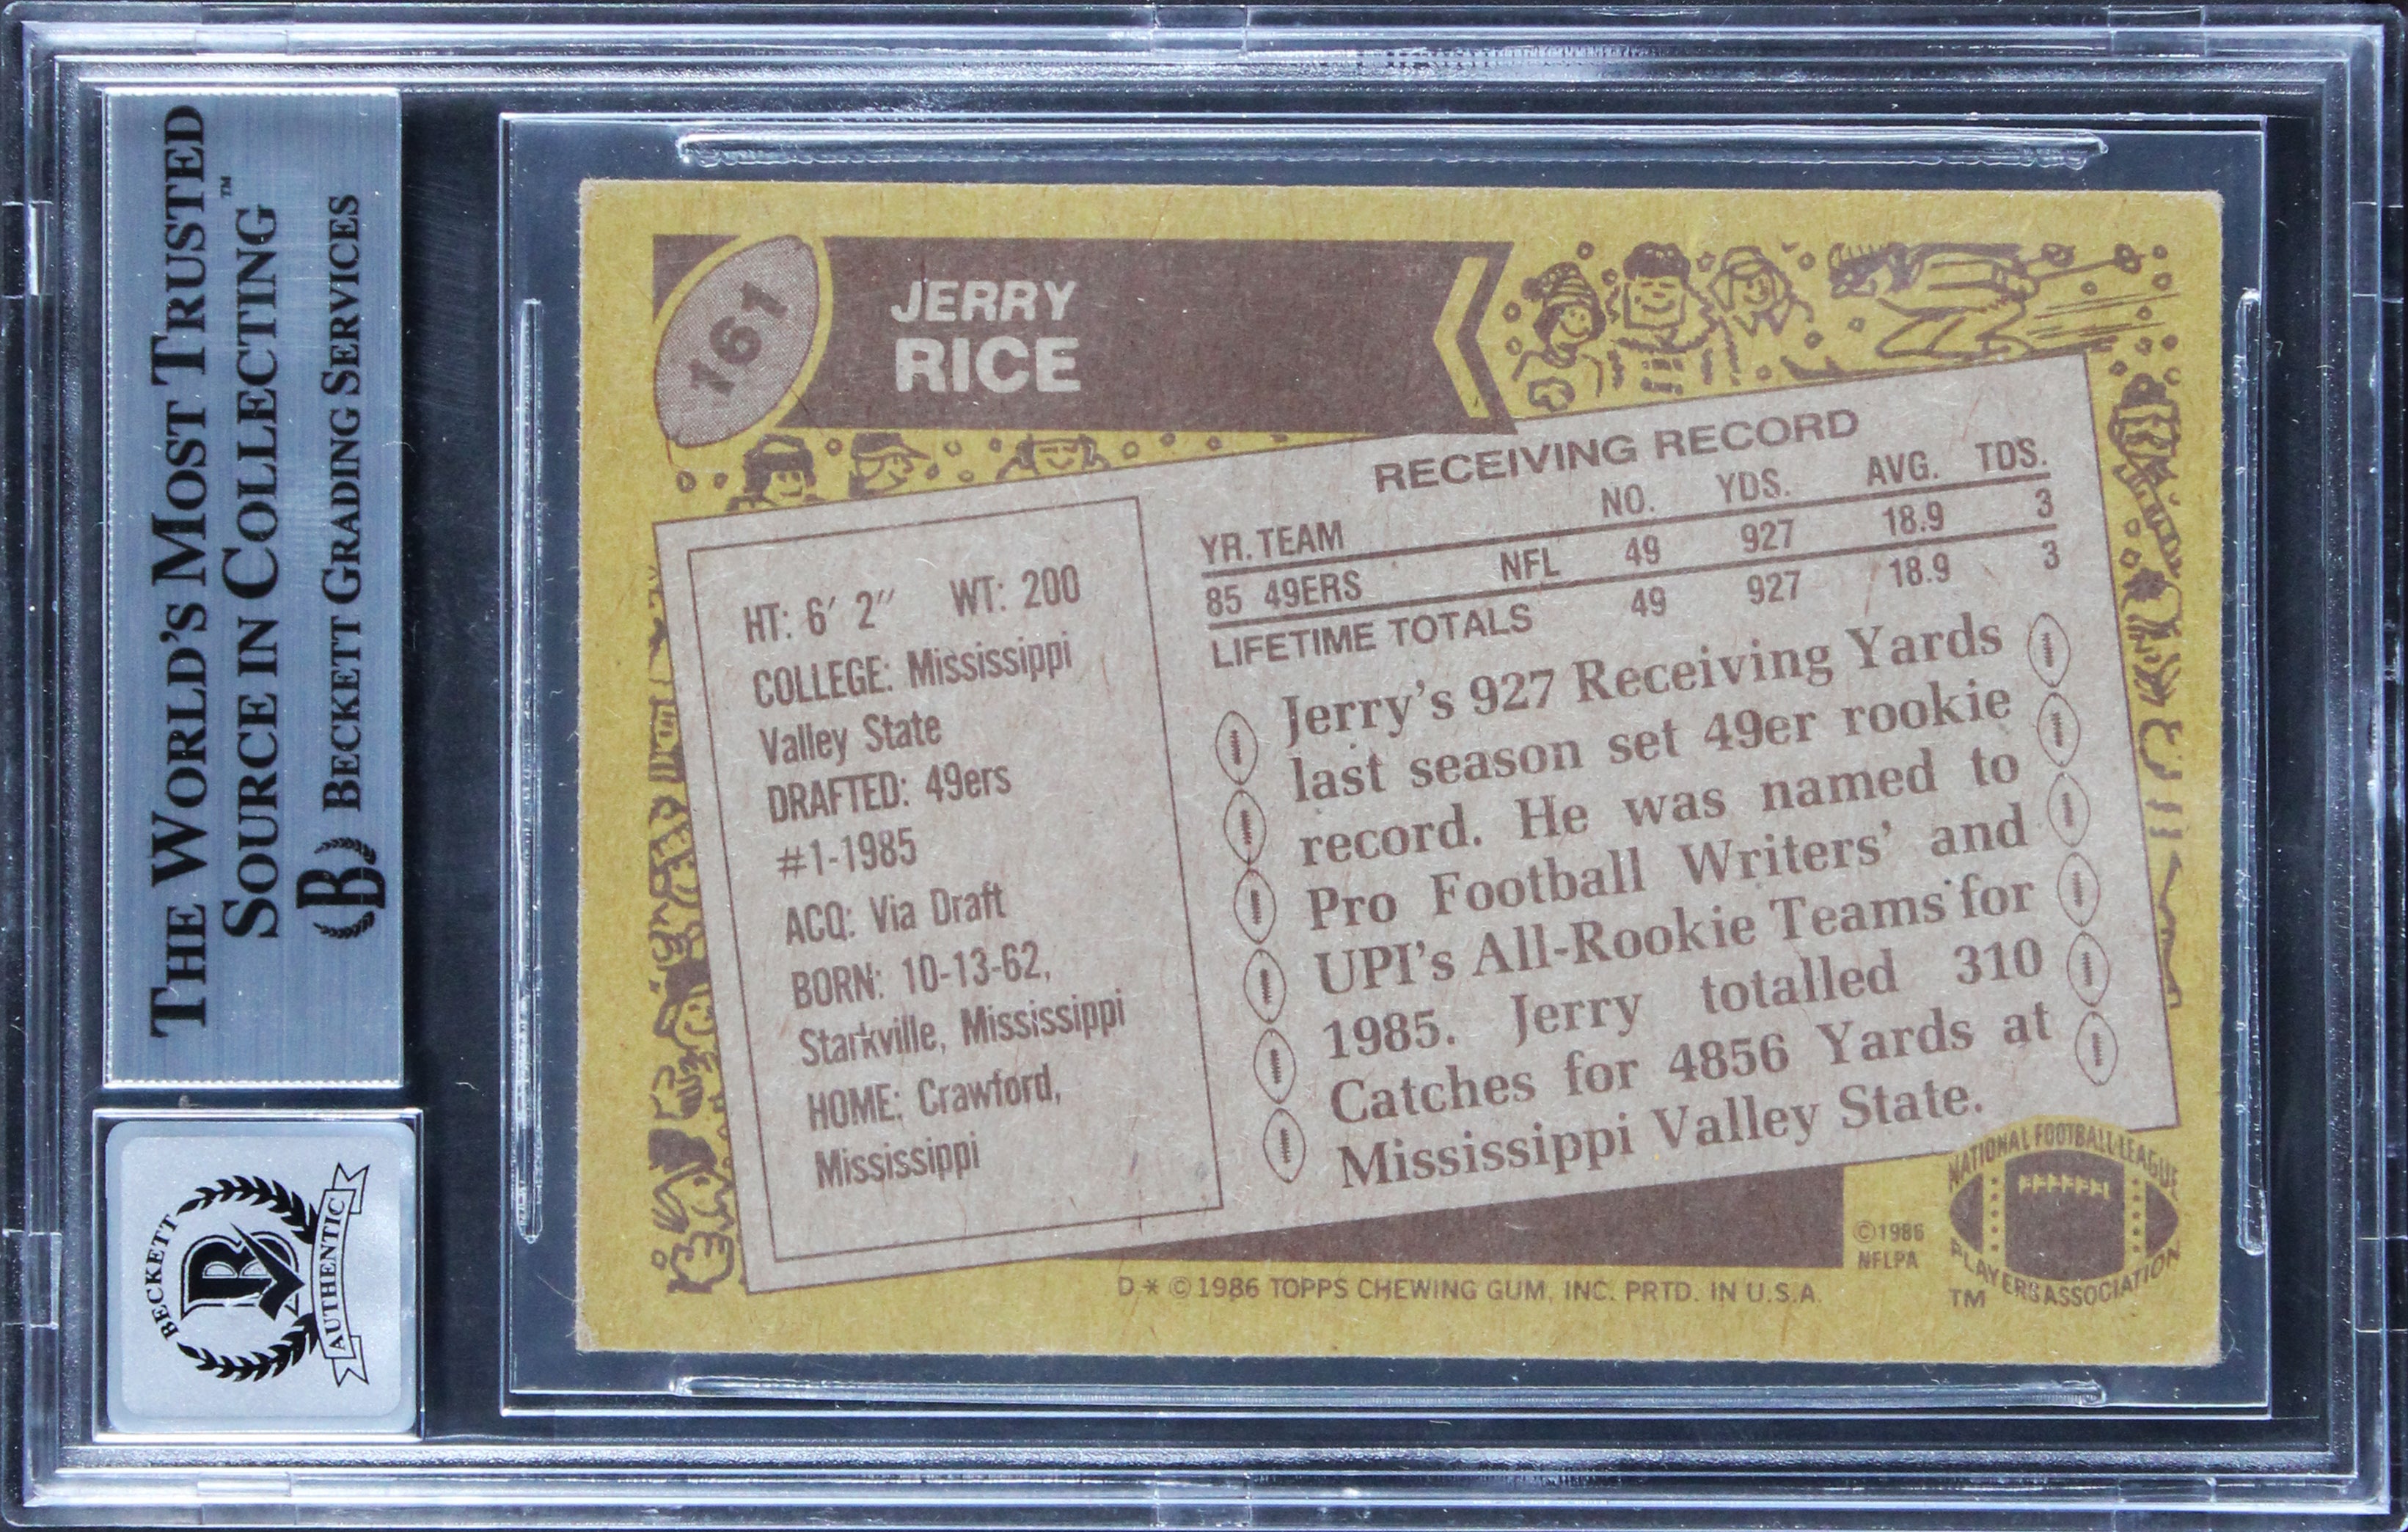 THE WORLD'S MOST TRUSTED™
SOURCE IN COLLECTING
B BECKETT GRADING SERVICES
BECKETT
B
AUTHENTIC
161
JERRY
RICE
HT: 6' 2" WT: 200
COLLEGE: Mississippi
Valley State
DRAFTED: 49ers
#1-1985
ACQ: Via Draft
BORN: 10-13-62,
Starkville, Mississippi
HOME: Crawford,
Mississippi
RECEIVING RECORD
YR. TEAM NO. YDS. AVG. TDS.
85 49ERS NFL 49 927 18.9 3
LIFETIME TOTALS 49 927 18.9 3
Jerry's 927 Receiving Yards
last season set 49er rookie
record. He was named to
Pro Football Writers' and
UPI's All-Rookie Teams for
1985. Jerry totalled 310
Catches for 4856 Yards at
Mississippi Valley State.
©1986
NFLPA
NATIONAL FOOTBALL LEAGUE
PLAYERS ASSOCIATION
TM
D * © 1986 TOPPS CHEWING GUM, INC. PRTD. IN U.S.A.